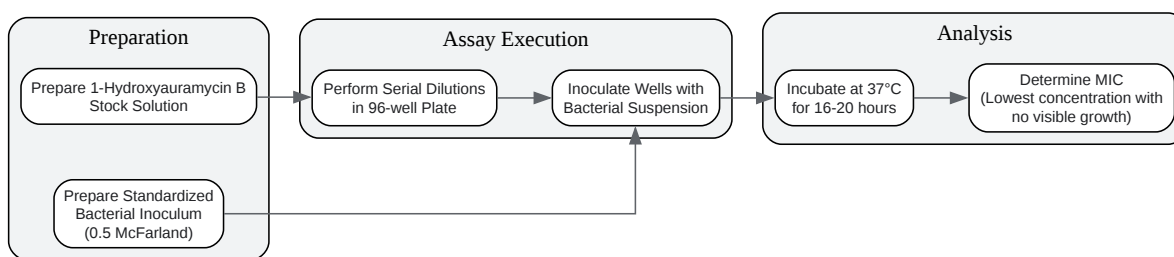 Preparation
Prepare 1-Hydroxyauramycin B
Stock Solution
Prepare Standardized
Bacterial Inoculum
(0.5 McFarland)
Assay Execution
Perform Serial Dilutions
in 96-well Plate
Inoculate Wells with
Bacterial Suspension
Analysis
Incubate at 37°C
for 16-20 hours
Determine MIC
(Lowest concentration with
no visible growth)